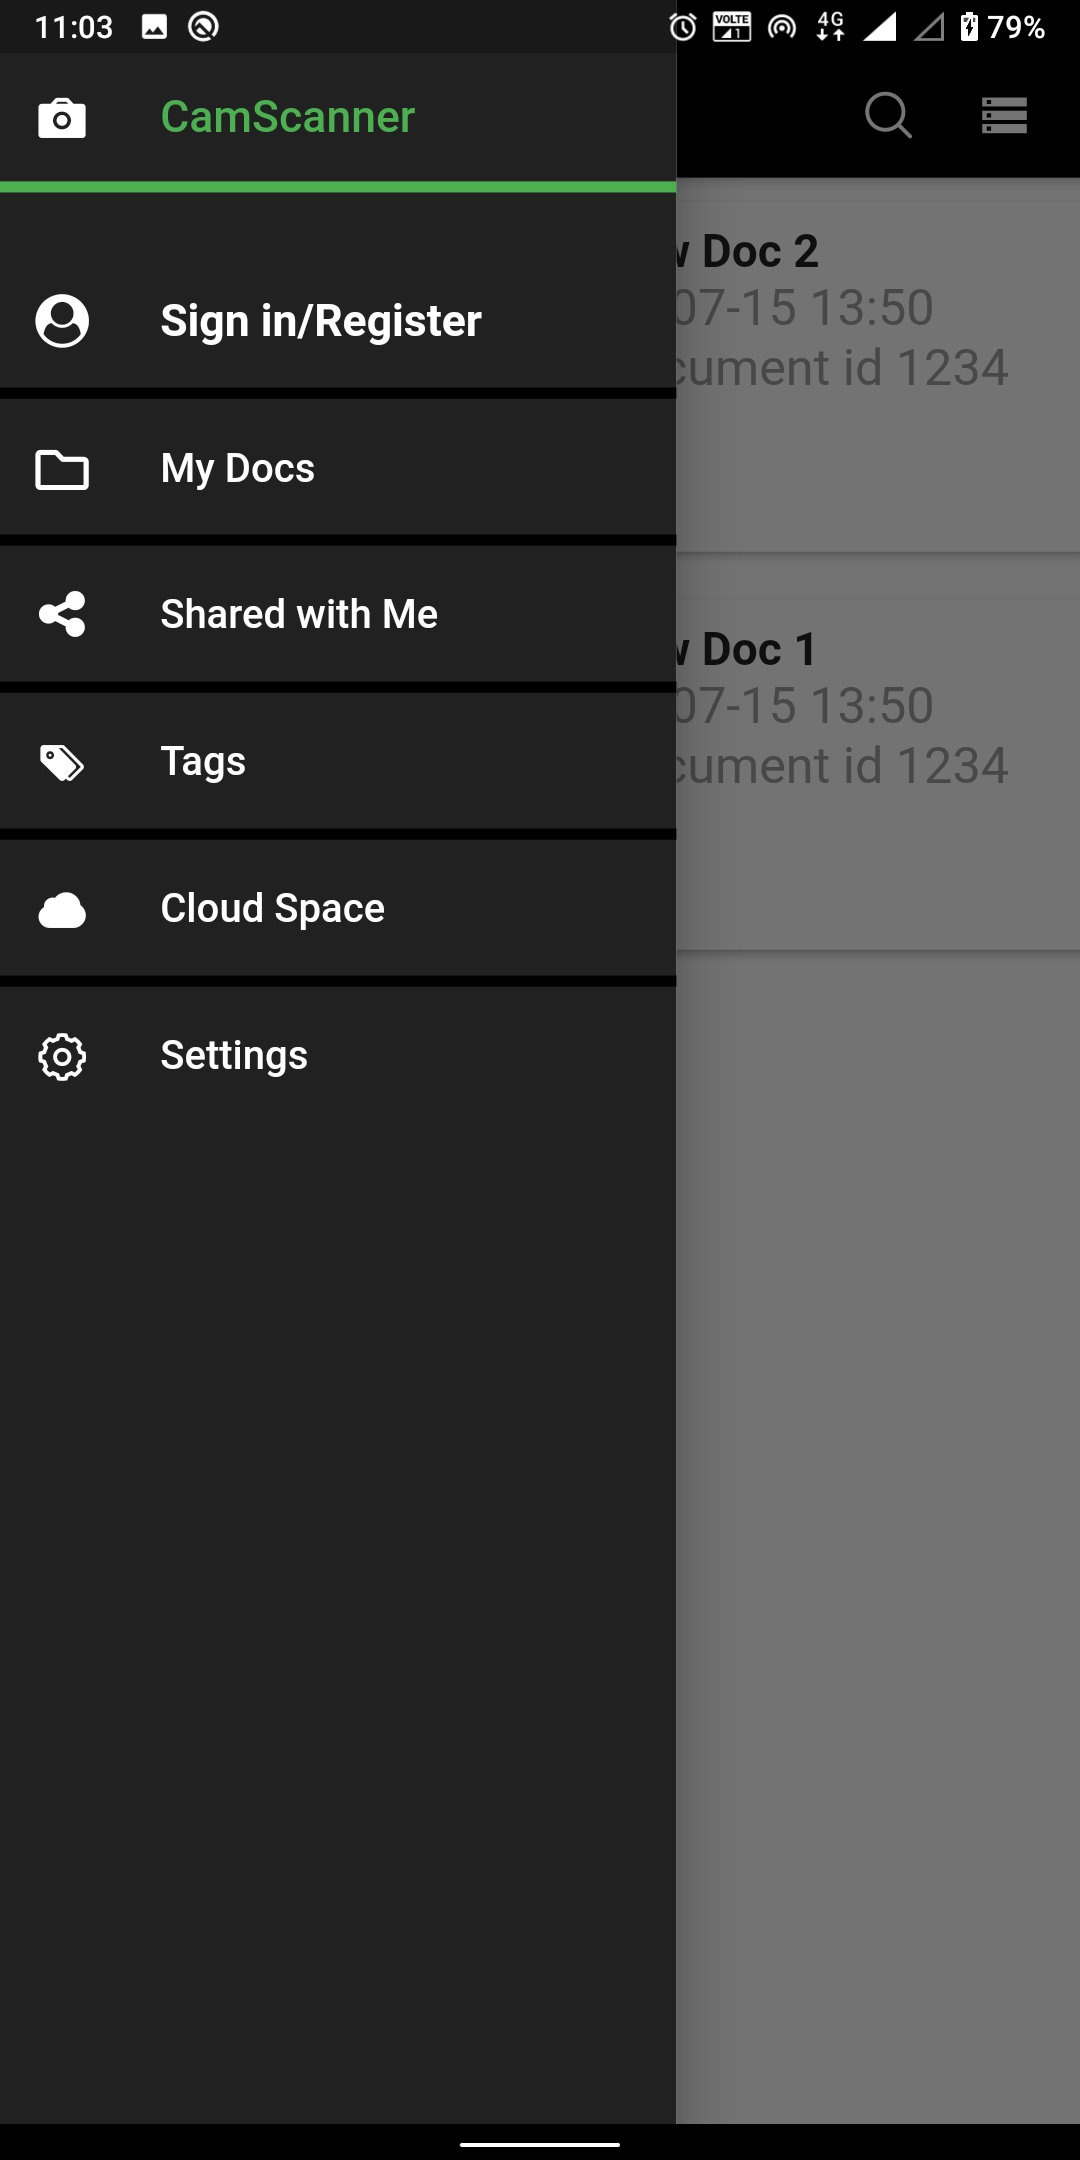 11:03
VOLTE
1
4G
79%
CamScanner
Sign in/Register
My Docs
Shared with Me
Tags
Cloud Space
Settings
Doc 2
07-15 13:50
cument id 1234
Doc 1
07-15 13:50
cument id 1234